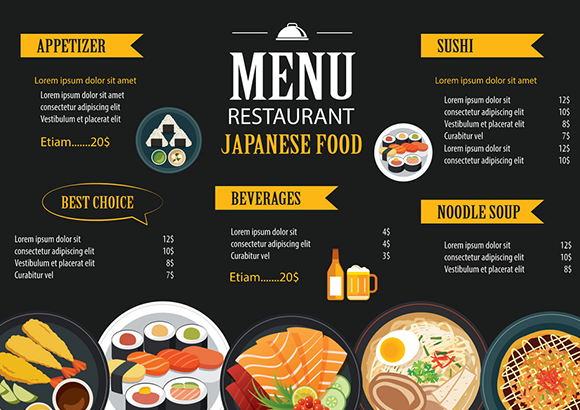 MENU
RESTAURANT
JAPANESE FOOD
APPETIZER
Lorem ipsum dolor sit amet
Lorem ipsum dolor sit amet
consectetur adipiscing elit
Vestibulum et placerat elit
Etiam.......20$
BEST CHOICE
Lorem ipsum dolor sit 12$
consectetur adipiscing elit 10$
Vestibulum et placerat elit 8$
Curabitur vel 7$
BEVERAGES
Lorem ipsum dolor sit 4$
consectetur adipiscing elit 4$
Curabitur vel 3$
Etiam.......20$
SUSHI
Lorem ipsum dolor sit amet
Lorem ipsum dolor sit 12$
consectetur adipiscing elit 10$
Vestibulum et placerat elit 8$
Curabitur vel 7$
Lorem ipsum dolor sit 12$
consectetur adipiscing elit 10$
NOODLE SOUP
Lorem ipsum dolor sit 12$
consectetur adipiscing elit 10$
Vestibulum et placerat elit 8$